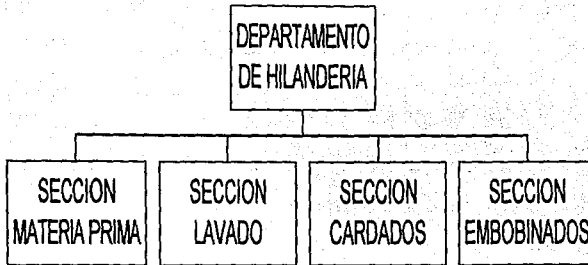 DEPARTAMENTO
DE HILANDERIA
SECCION
MATERIA PRIMA
SECCION
LAVADO
SECCION
CARDADOS
SECCION
EMBOBINADOS